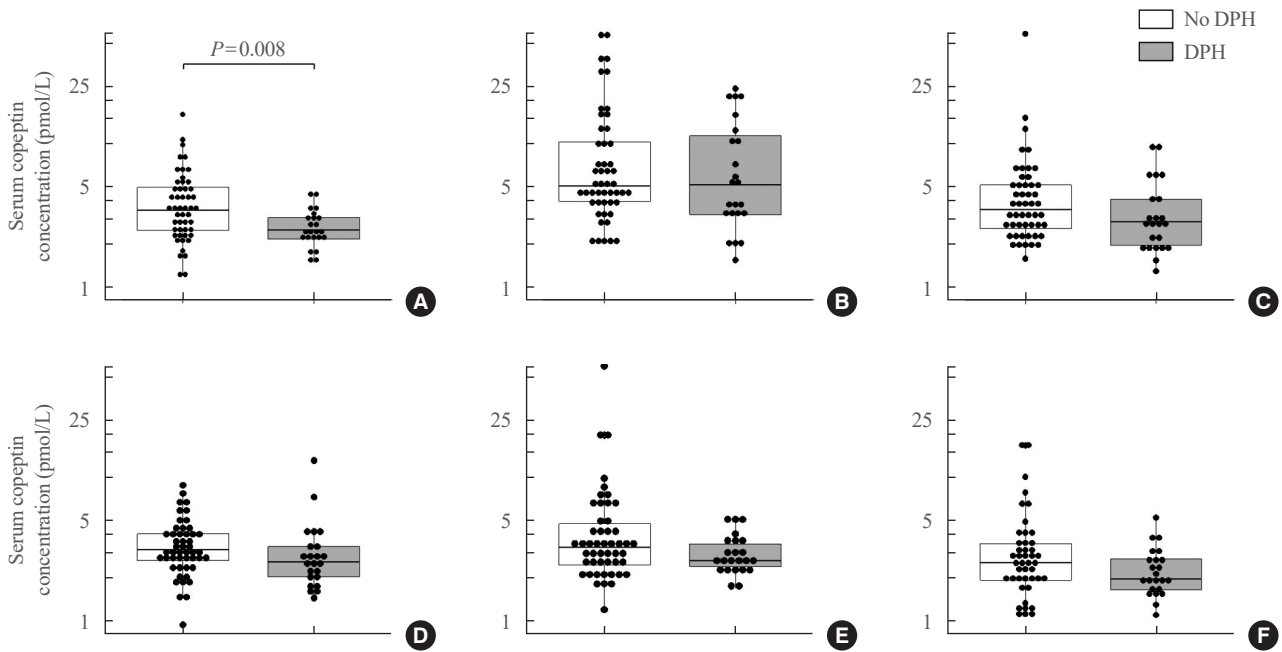 No DPH
DPH
P=0.008
Serum copeptin
concentration (pmol/L)
25
5
1
A
25
5
1
B
25
5
1
C
Serum copeptin
concentration (pmol/L)
25
5
1
D
25
5
1
E
25
5
1
F